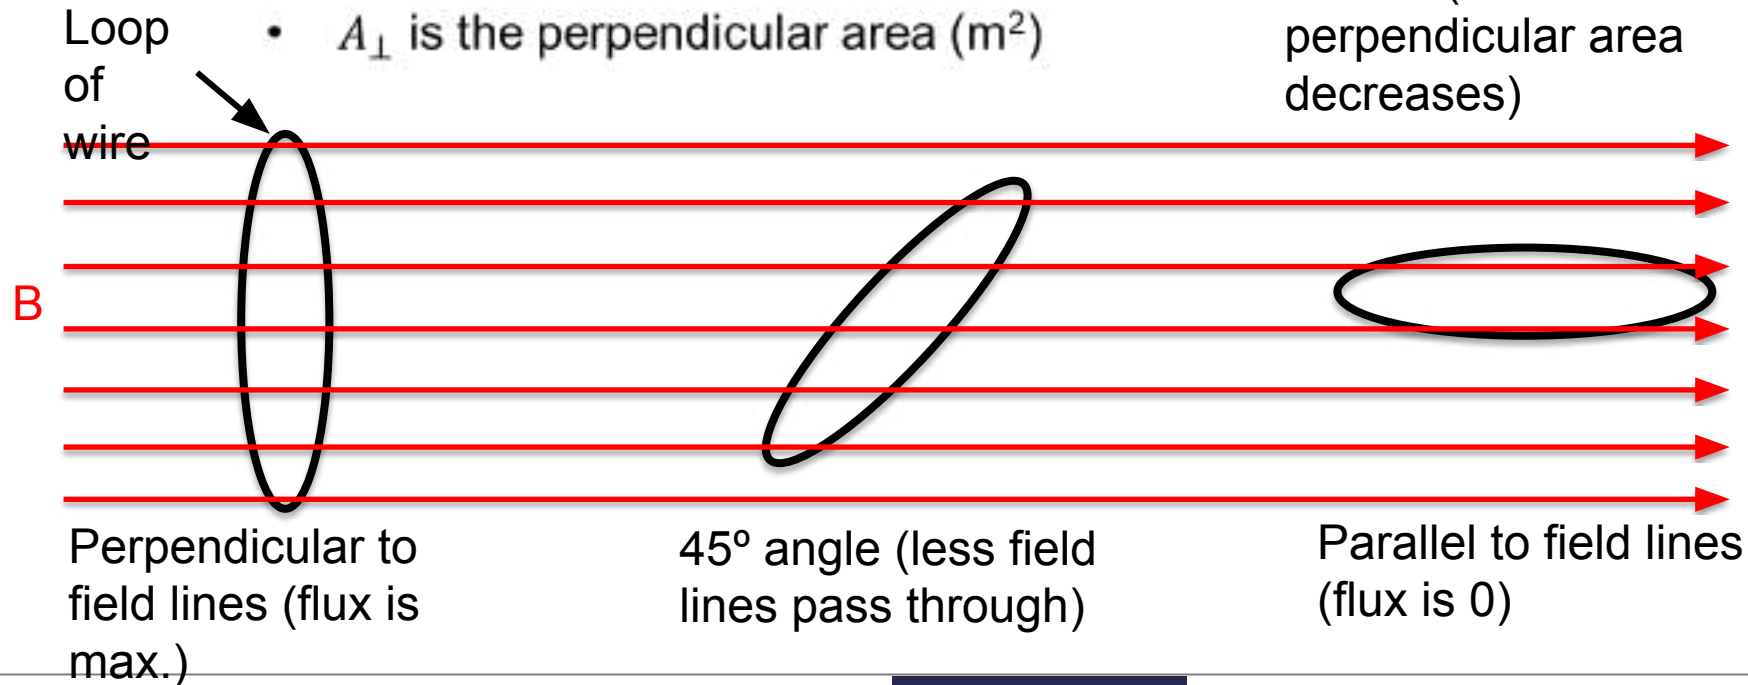 Loop
of
wire
• A⊥ is the perpendicular area (m²)
perpendicular area
decreases)
B
Perpendicular to
field lines (flux is
max.)
45º angle (less field
lines pass through)
Parallel to field lines
(flux is 0)